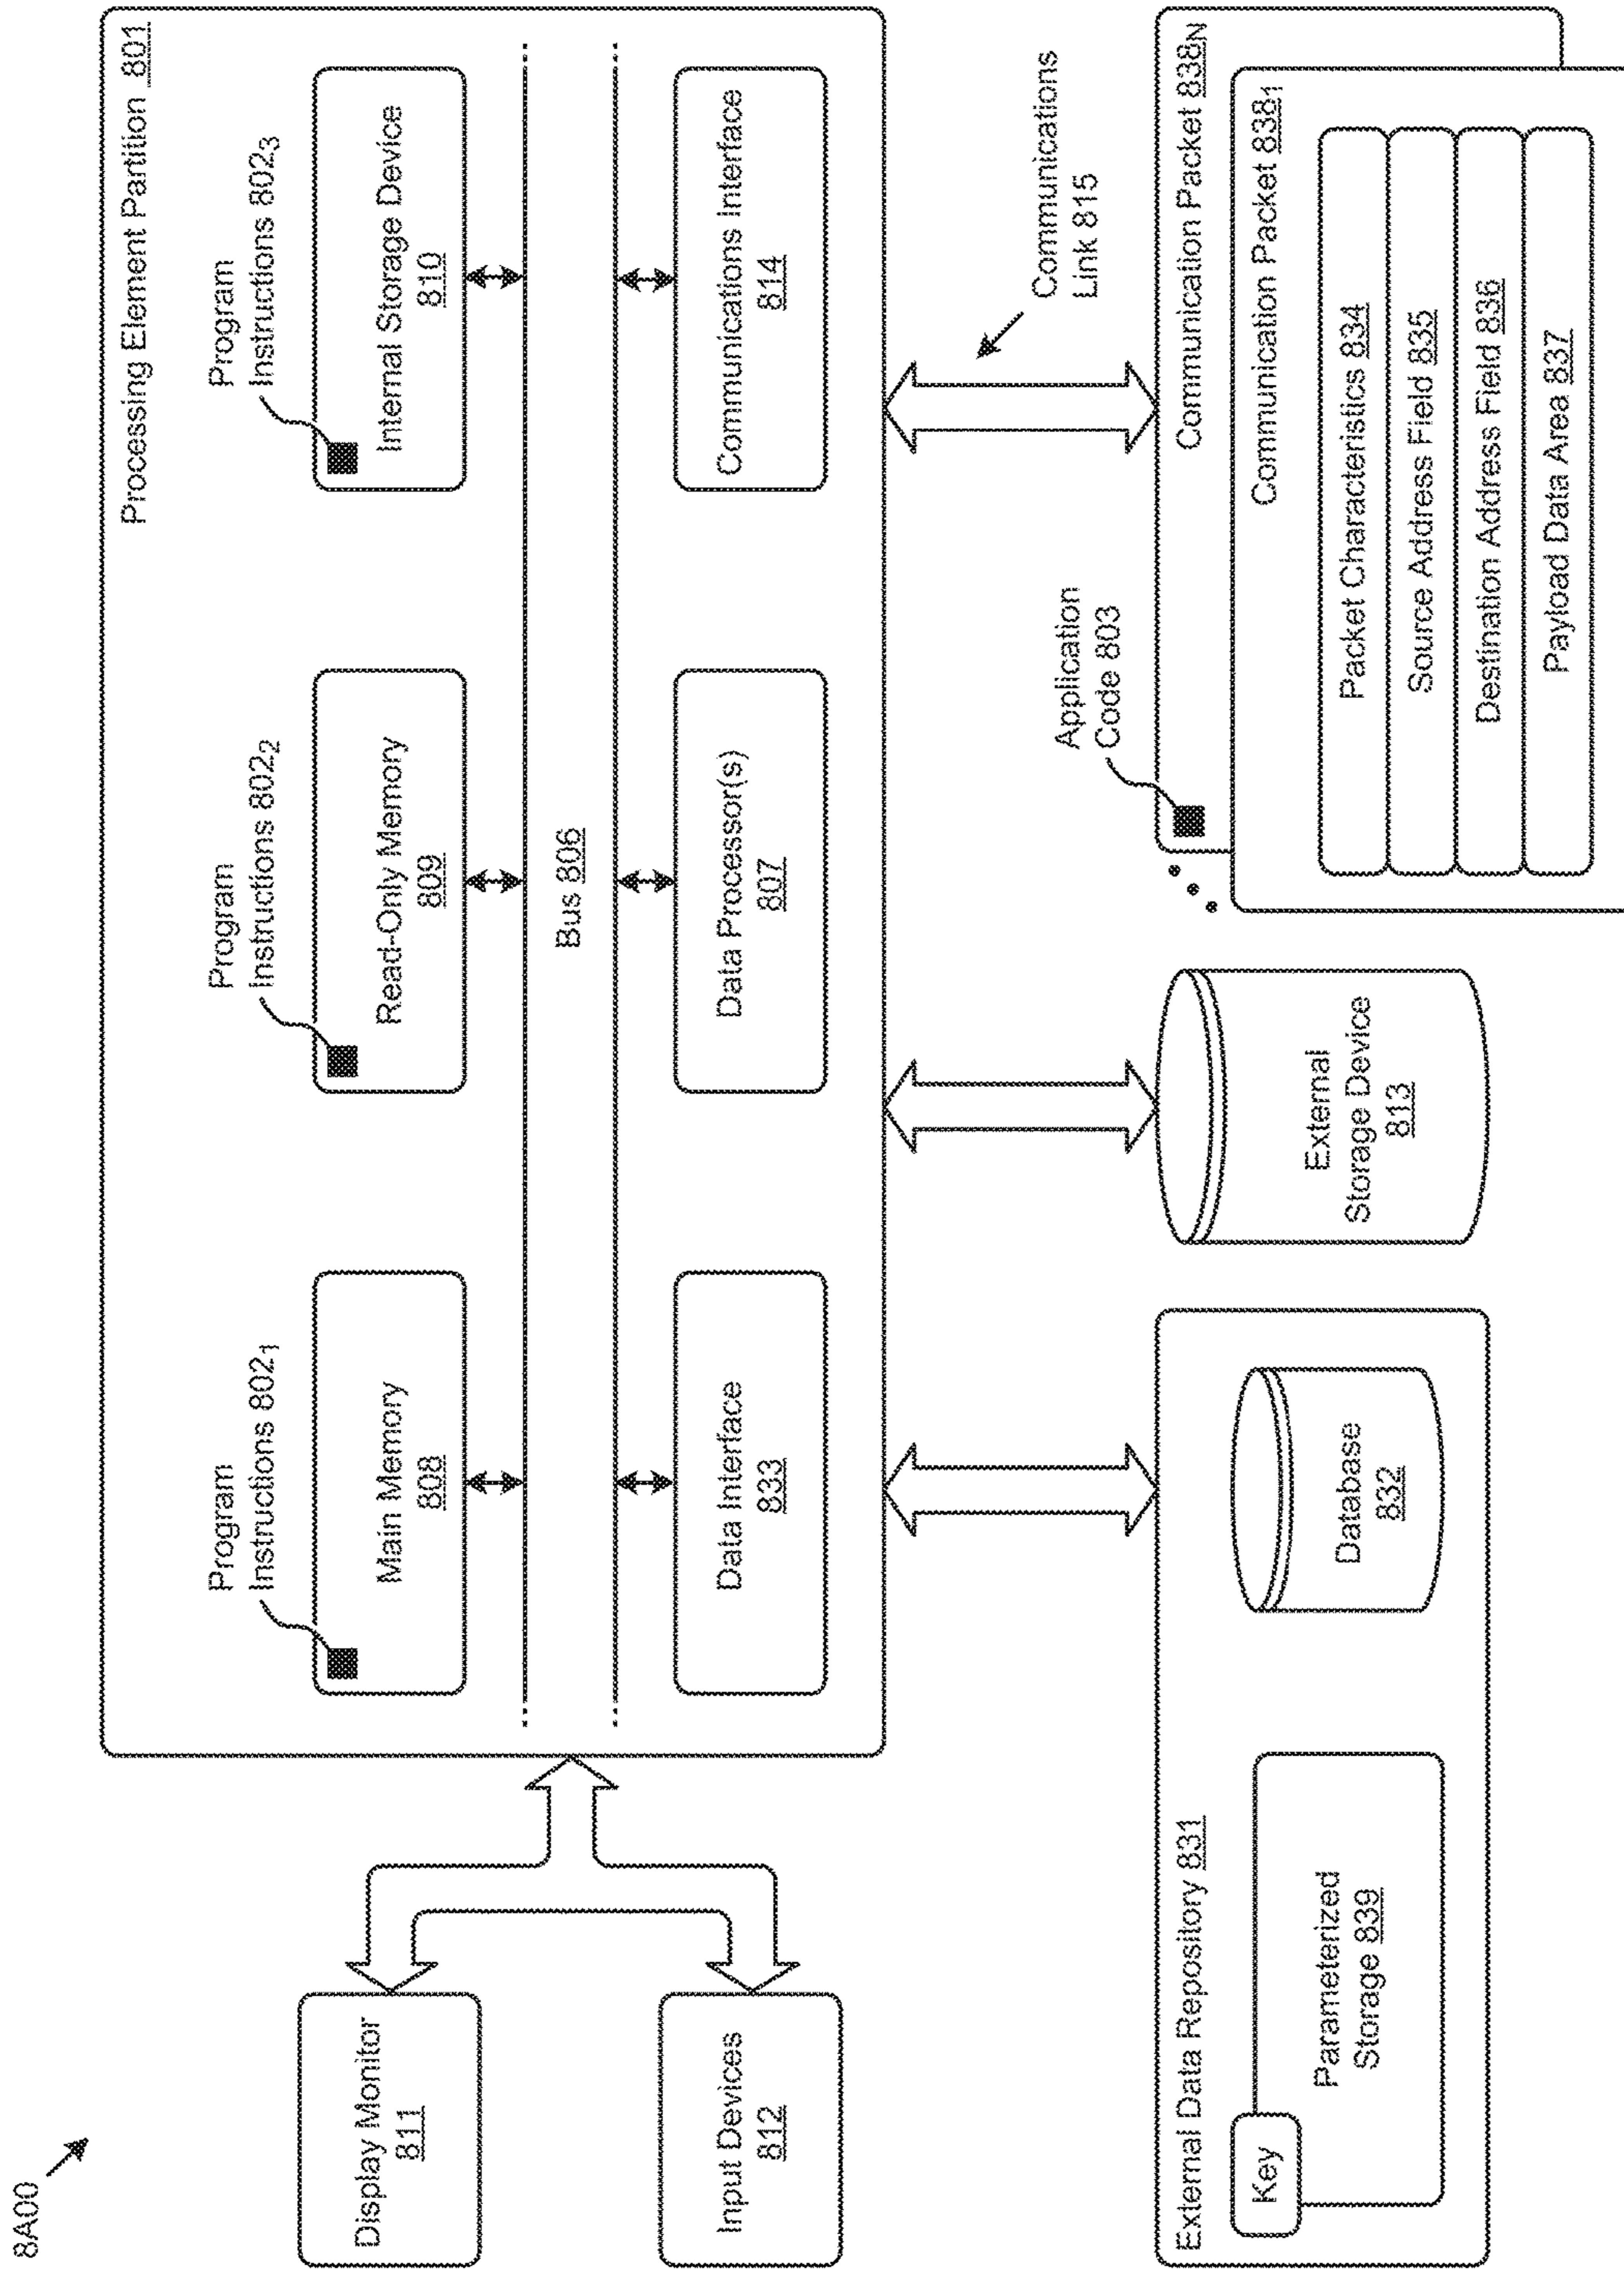 8A00
Processing Element Partition 801
Program
Instructions 802₁
Program
Instructions 802₂
Program
Instructions 802₃
Display Monitor
811
Main Memory
808
Read-Only Memory
809
Internal Storage Device
810
Bus 806
Input Devices
812
Data Interface
833
Data Processor(s)
807
Communications Interface
814
Communications
Link 815
Application
Code 803
External Data Repository 831
Key
Parameterized
Storage 839
Database
832
External
Storage Device
813
Communication Packet 838N
Communication Packet 838₁
Packet Characteristics 834
Source Address Field 835
Destination Address Field 836
Payload Data Area 837